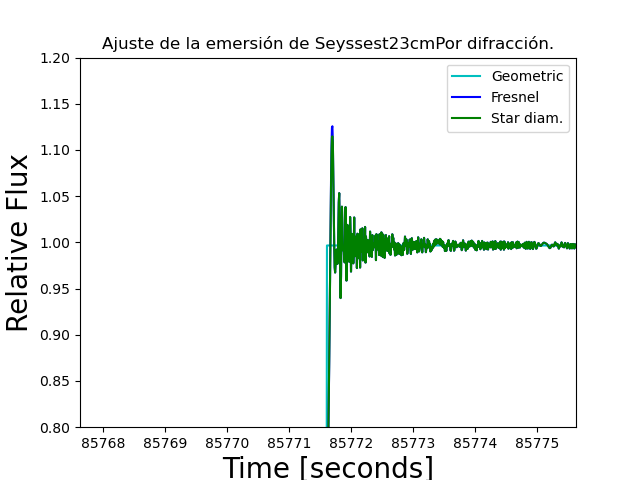 Ajuste de la emersión de Seyssest23cmPor difracción.
Geometric
Fresnel
Star diam.
Relative Flux
1.20
1.15
1.10
1.05
1.00
0.95
0.90
0.85
0.80
85768 85769 85770 85771 85772 85773 85774 85775
Time [seconds]